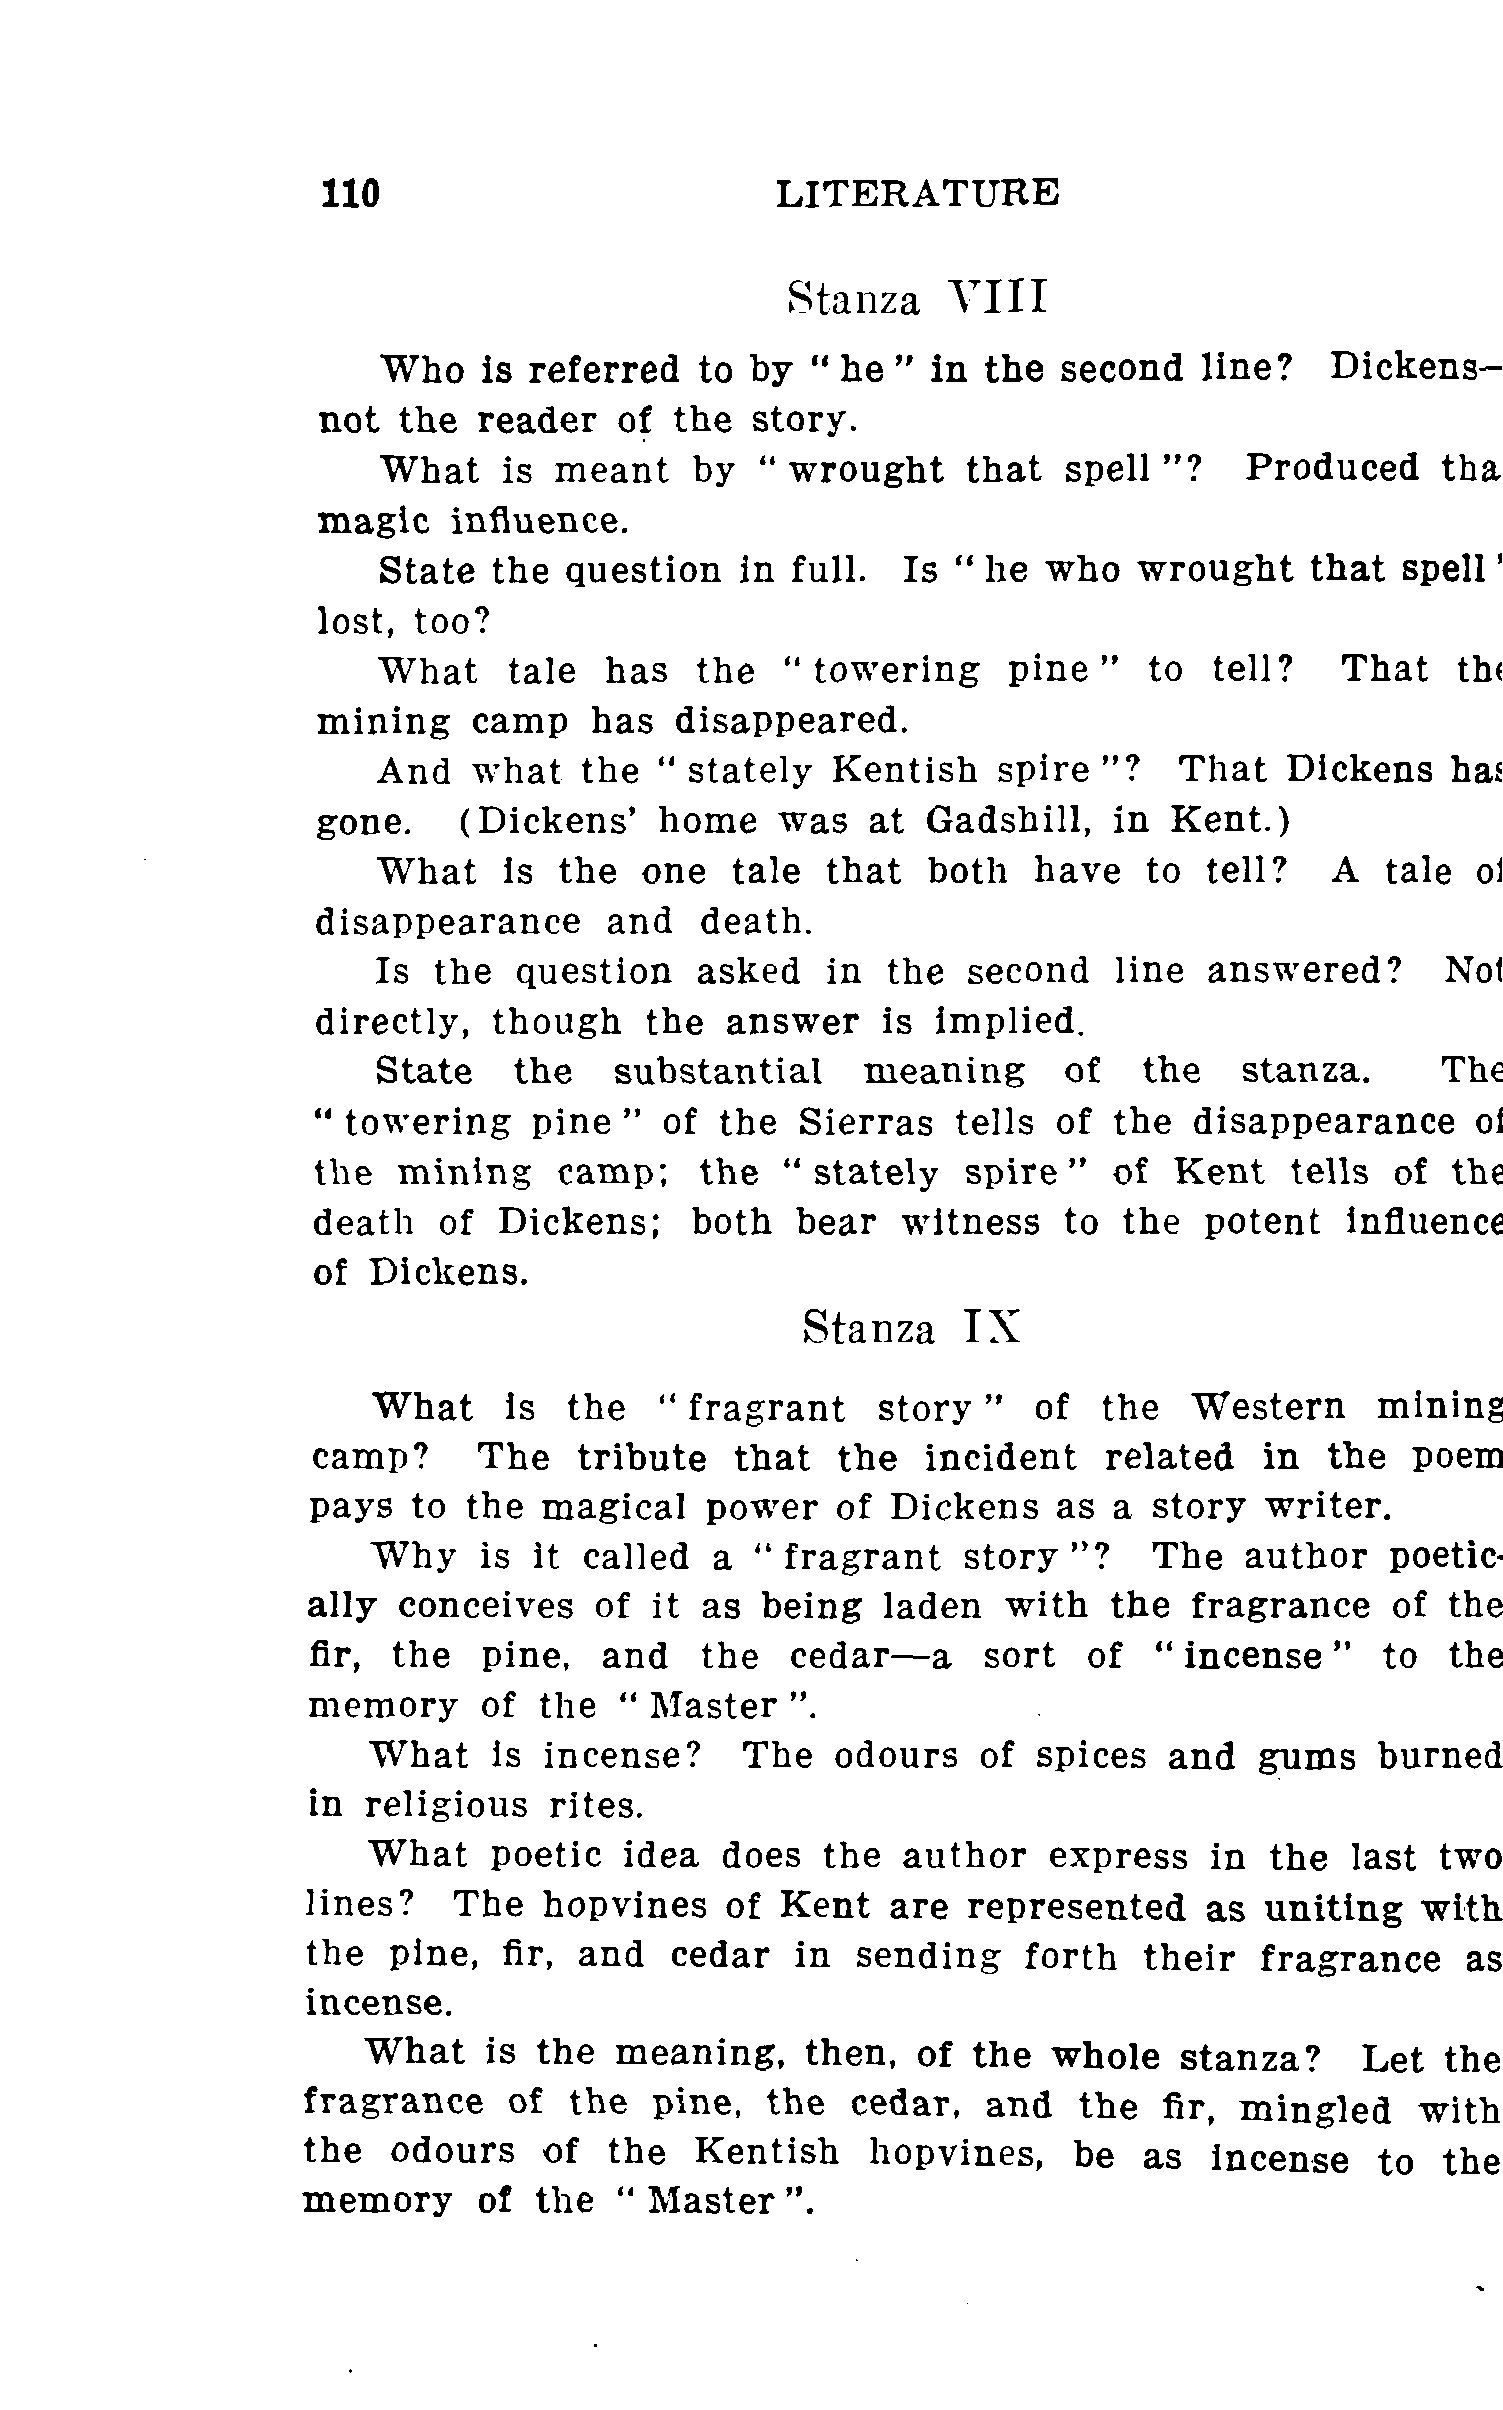 110 LITERATURE
Stanza VIII
Who is referred to by “ he ” in the second line? Dickens—
not the reader of the story.
What is meant by “ wrought that spell ”? Produced tha
magic influence.
State the question in full. Is “ he who wrought that spell ’
lost, too?
What tale has the “ towering pine ” to tell? That the
mining camp has disappeared.
And what the “ stately Kentish spire ”? That Dickens has
gone. (Dickens’ home was at Gadshill, in Kent.)
What is the one tale that both have to tell? A tale of
disappearance and death.
Is the question asked in the second line answered? Not
directly, though the answer is implied.
State the substantial meaning of the stanza. The
“ towering pine ” of the Sierras tells of the disappearance of
the mining camp; the “ stately spire ” of Kent tells of the
death of Dickens; both bear witness to the potent influence
of Dickens.
Stanza IX
What is the “ fragrant story ” of the Western mining
camp? The tribute that the incident related in the poem
pays to the magical power of Dickens as a story writer.
Why is it called a “ fragrant story ”? The author poetic-
ally conceives of it as being laden with the fragrance of the
fir, the pine, and the cedar—a sort of “ incense ” to the
memory of the “ Master ”.
What is incense? The odours of spices and gums burned
in religious rites.
What poetic idea does the author express in the last two
lines? The hopvines of Kent are represented as uniting with
the pine, fir, and cedar in sending forth their fragrance as
incense.
What is the meaning, then, of the whole stanza? Let the
fragrance of the pine, the cedar, and the fir, mingled with
the odours of the Kentish hopvines, be as incense to the
memory of the “ Master ”.